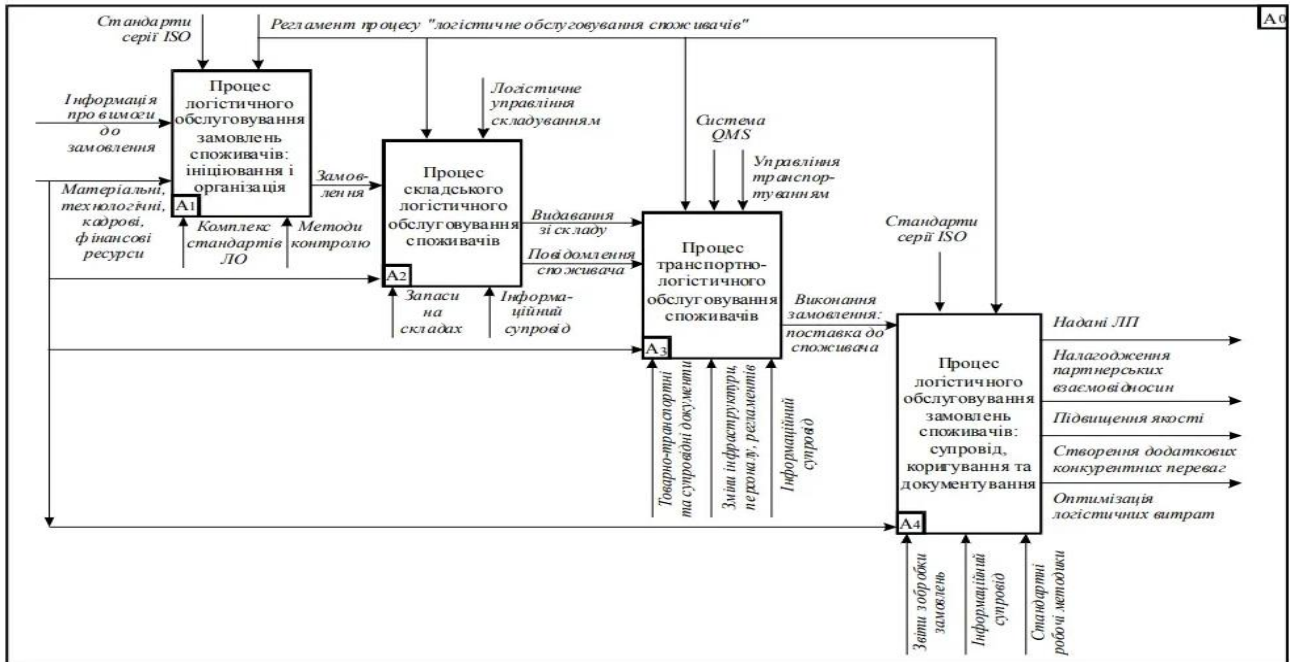 Стандарти
серії ISO
Регламент процесу "логістичне обслуговування споживачів"
A0
Інформація
про вимоги
до
замовлення
Матеріальні,
технологічні,
кадрові,
фінансові
ресурси
Процес
логістичного
обслуговування
замовлень
споживачів:
ініціювання і
організація
A1
Комплекс
стандартів
ЛО
Методи
контролю
Замов-
лення
Логістичне
управління
складуванням
Процес
складського
логістичного
обслуговування
споживачів
A2
Запаси
на
складах
Інформа-
ційний
супровід
Видавання
зі складу
Повідомлення
споживача
Система
QMS
Управління
транспор-
туванням
Процес
транспортно-
логістичного
обслуговування
споживачів
A3
Товарно-транспортні
та супровідні документи
Зміни інфраструктури,
персоналу, регламентів
Інформаційний
супровід
Виконання
замовлення:
поставка до
споживача
Стандарти
серії ISO
Процес
логістичного
обслуговування
замовлень
споживачів:
супровід,
коригування та
документування
A4
Звіти з обробки
замовлень
Інформаційний
супровід
Стандартні
робочі методики
Надані ЛП
Налагодження
партнерських
взаємовідносин
Підвищення якості
Створення додаткових
конкурентних переваг
Оптимізація
логістичних витрат